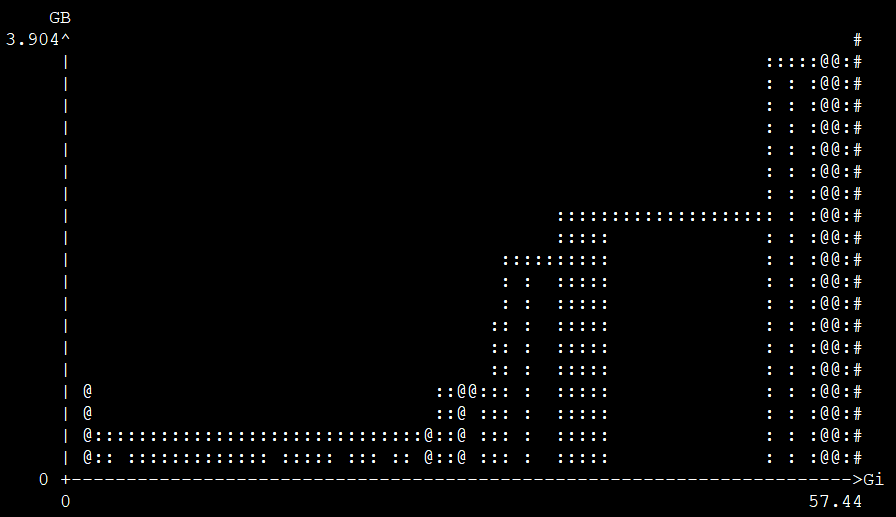 GB
3.904^                                                                       #
     |                                                               :::::@@:#
     |                                                               : : :@@:#
     |                                                               : : :@@:#
     |                                                               : : :@@:#
     |                                                               : : :@@:#
     |                                                               : : :@@:#
     |                                                               : : :@@:#
     |                                                               : : :@@:#
     |                                            :::::::::::::::::::: : :@@:#
     |                                            :::::              : : :@@:#
     |                                       ::::::::::              : : :@@:#
     |                                       : :  :::::              : : :@@:#
     |                                       : :  :::::              : : :@@:#
     |                                      :: :  :::::              : : :@@:#
     |                                      :: :  :::::              : : :@@:#
     |                                      :: :  :::::              : : :@@:#
     | @                               ::@@::: :  :::::              : : :@@:#
     | @                               ::@ ::: :  :::::              : : :@@:#
     | @::::::::::::::::::::::::::::::@::@ ::: :  :::::              : : :@@:#
     | @:: ::::::::::::: ::::: ::: :: @::@ ::: :  :::::              : : :@@:#
   0 +----------------------------------------------------------------------->Gi
     0                                                                   57.44